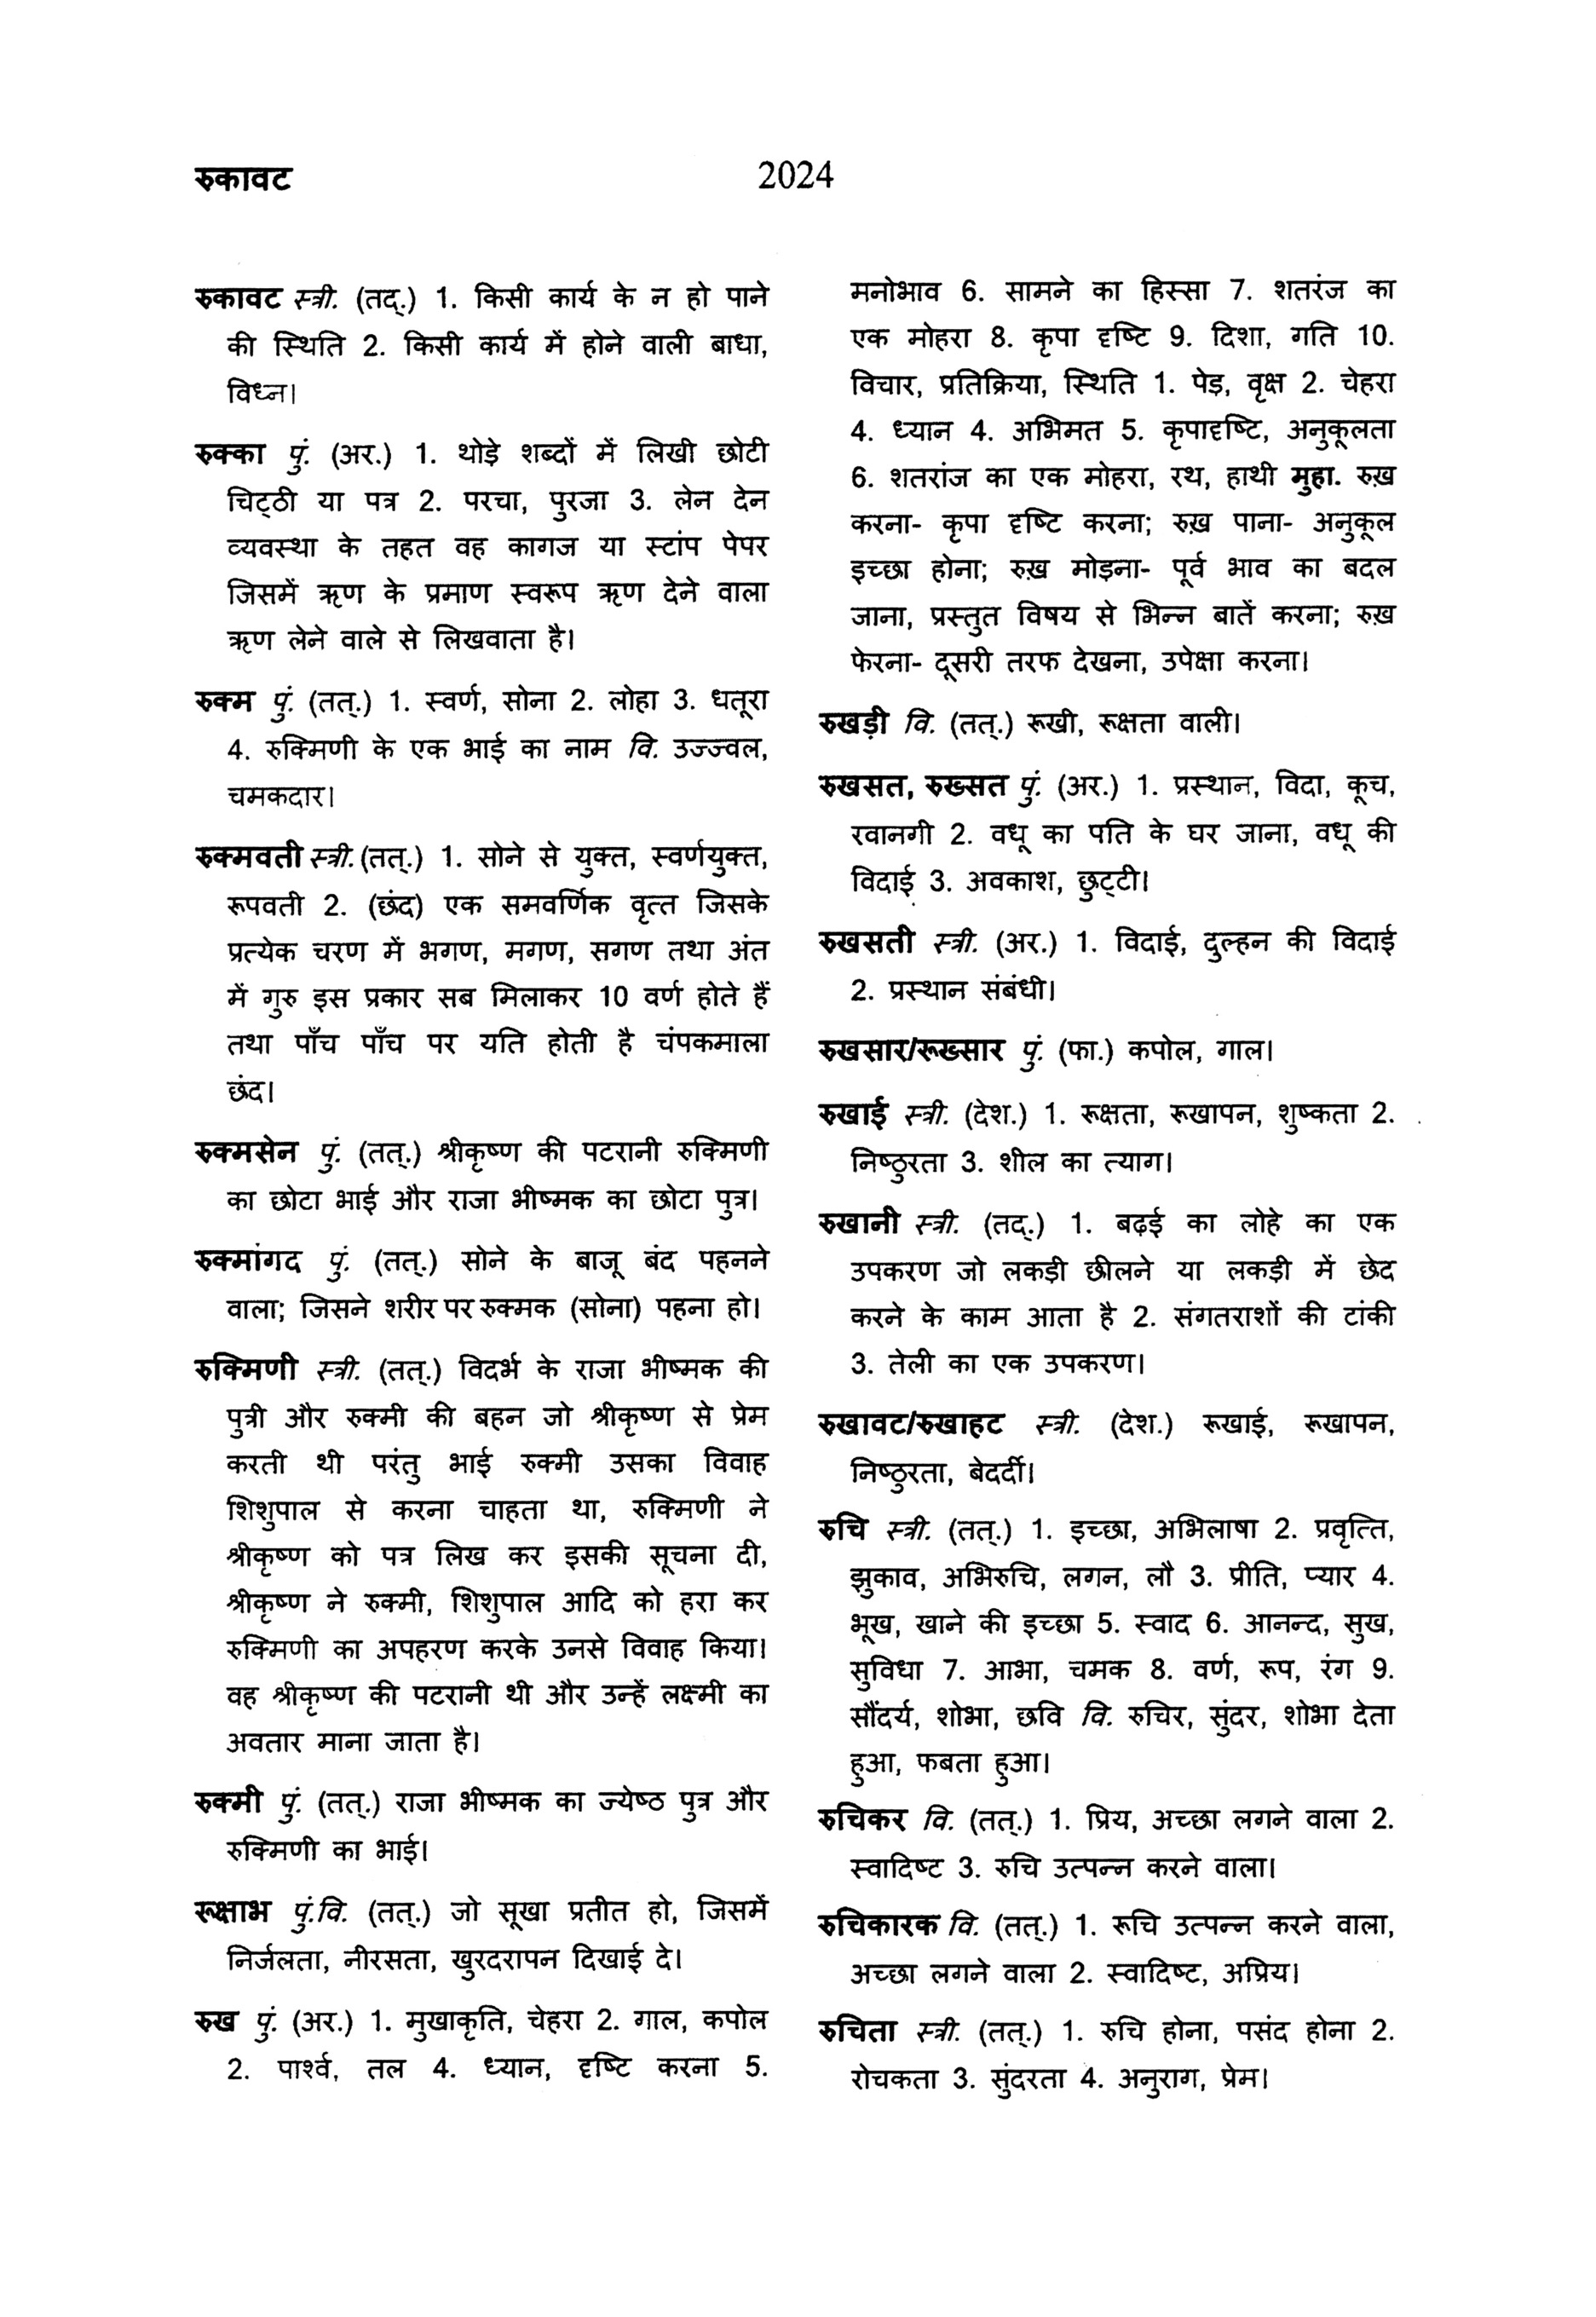 रुकावट
2024
रुकावट स्त्री. (तद्.) 1. किसी कार्य के न हो पाने
की स्थिति 2. किसी कार्य में होने वाली बाधा,
विध्न।
रुक्का पुं. (अर.) 1. थोड़े शब्दों में लिखी छोटी
चिट्ठी या पत्र 2. परचा, पुरजा 3. लेन देन
व्यवस्था के तहत वह कागज या स्टांप पेपर
जिसमें ऋण के प्रमाण स्वरूप ऋण देने वाला
ऋण लेने वाले से लिखवाता है।
रुक्म पुं. (तत्.) 1. स्वर्ण, सोना 2. लोहा 3. धतूरा
4. रुक्मिणी के एक भाई का नाम वि. उज्ज्वल,
चमकदार।
रुक्मवती स्त्री. (तत्.) 1. सोने से युक्त, स्वर्णयुक्त,
रूपवती 2. (छंद) एक समवर्णिक वृत्त जिसके
प्रत्येक चरण में भगण, मगण, सगण तथा अंत
में गुरु इस प्रकार सब मिलाकर 10 वर्ण होते हैं
तथा पाँच पाँच पर यति होती है चंपकमाला
छंद।
रुक्मसेन पुं. (तत्.) श्रीकृष्ण की पटरानी रुक्मिणी
का छोटा भाई और राजा भीष्मक का छोटा पुत्र।
रुक्मांगद पुं. (तत्.) सोने के बाजू बंद पहनने
वाला; जिसने शरीर पर रुक्मक (सोना) पहना हो।
रुक्मिणी स्त्री. (तत्.) विदर्भ के राजा भीष्मक की
पुत्री और रुक्मी की बहन जो श्रीकृष्ण से प्रेम
करती थी परंतु भाई रुक्मी उसका विवाह
शिशुपाल से करना चाहता था, रुक्मिणी ने
श्रीकृष्ण को पत्र लिख कर इसकी सूचना दी,
श्रीकृष्ण ने रुक्मी, शिशुपाल आदि को हरा कर
रुक्मिणी का अपहरण करके उनसे विवाह किया।
वह श्रीकृष्ण की पटरानी थी और उन्हें लक्ष्मी का
अवतार माना जाता है।
रुक्मी पुं. (तत्.) राजा भीष्मक का ज्येष्ठ पुत्र और
रुक्मिणी का भाई।
रूक्षाभ पुं.वि. (तत्.) जो सूखा प्रतीत हो, जिसमें
निर्जलता, नीरसता, खुरदरापन दिखाई दे।
रुख पुं. (अर.) 1. मुखाकृति, चेहरा 2. गाल, कपोल
2. पार्श्व, तल 4. ध्यान, दृष्टि करना 5.
मनोभाव 6. सामने का हिस्सा 7. शतरंज का
एक मोहरा 8. कृपा दृष्टि 9. दिशा, गति 10.
विचार, प्रतिक्रिया, स्थिति 1. पेड़, वृक्ष 2. चेहरा
4. ध्यान 4. अभिमत 5. कृपादृष्टि, अनुकूलता
6. शतरांज का एक मोहरा, रथ, हाथी मुहा. रुख़
करना- कृपा दृष्टि करना; रुख़ पाना- अनुकूल
इच्छा होना; रुख़ मोड़ना- पूर्व भाव का बदल
जाना, प्रस्तुत विषय से भिन्न बातें करना; रुख़
फेरना- दूसरी तरफ देखना, उपेक्षा करना।
रुखड़ी वि. (तत्.) रूखी, रूक्षता वाली।
रुखसत, रुख्सत पुं. (अर.) 1. प्रस्थान, विदा, कूच,
रवानगी 2. वधू का पति के घर जाना, वधू की
विदाई 3. अवकाश, छुट्टी।
रुखसती स्त्री. (अर.) 1. विदाई, दुल्हन की विदाई
2. प्रस्थान संबंधी।
रुखसार/रूख्सार पुं. (फा.) कपोल, गाल।
रुखाई स्त्री. (देश.) 1. रूक्षता, रूखापन, शुष्कता 2.
निष्ठुरता 3. शील का त्याग।
रुखानी स्त्री. (तद्.) 1. बढ़ई का लोहे का एक
उपकरण जो लकड़ी छीलने या लकड़ी में छेद
करने के काम आता है 2. संगतराशों की टांकी
3. तेली का एक उपकरण।
रुखावट/रुखाहट स्त्री. (देश.) रूखाई, रूखापन,
निष्ठुरता, बेदर्दी।
रुचि स्त्री. (तत्.) 1. इच्छा, अभिलाषा 2. प्रवृत्ति,
झुकाव, अभिरुचि, लगन, लौ 3. प्रीति, प्यार 4.
भूख, खाने की इच्छा 5. स्वाद 6. आनन्द, सुख,
सुविधा 7. आभा, चमक 8. वर्ण, रूप, रंग 9.
सौंदर्य, शोभा, छवि वि. रुचिर, सुंदर, शोभा देता
हुआ, फबता हुआ।
रुचिकर वि. (तत्.) 1. प्रिय, अच्छा लगने वाला 2.
स्वादिष्ट 3. रुचि उत्पन्न करने वाला।
रुचिकारक वि. (तत्.) 1. रूचि उत्पन्न करने वाला,
अच्छा लगने वाला 2. स्वादिष्ट, अप्रिय।
रुचिता स्त्री. (तत्.) 1. रुचि होना, पसंद होना 2.
रोचकता 3. सुंदरता 4. अनुराग, प्रेम।